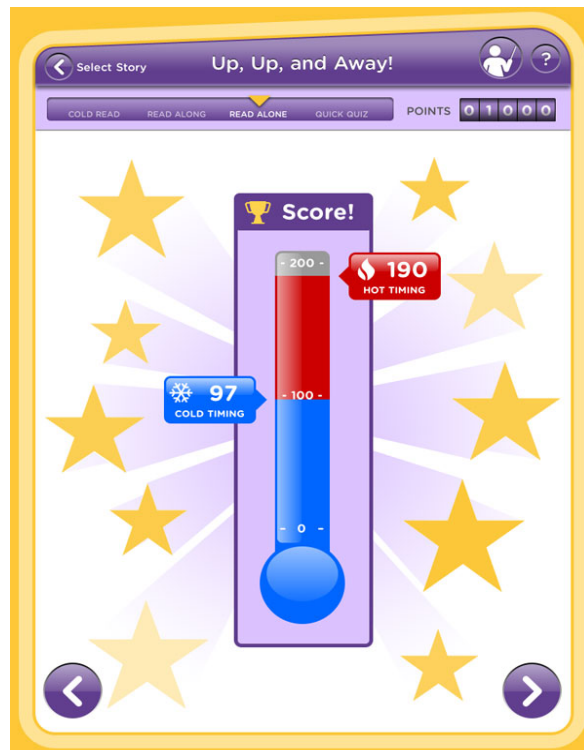 Select Story
Up, Up, and Away!
?
COLD READ
READ ALONG
READ ALONE
QUICK QUIZ
POINTS 01000
Score!
- 200 -
190
HOT TIMING
97
COLD TIMING
- 100 -
- 0 -